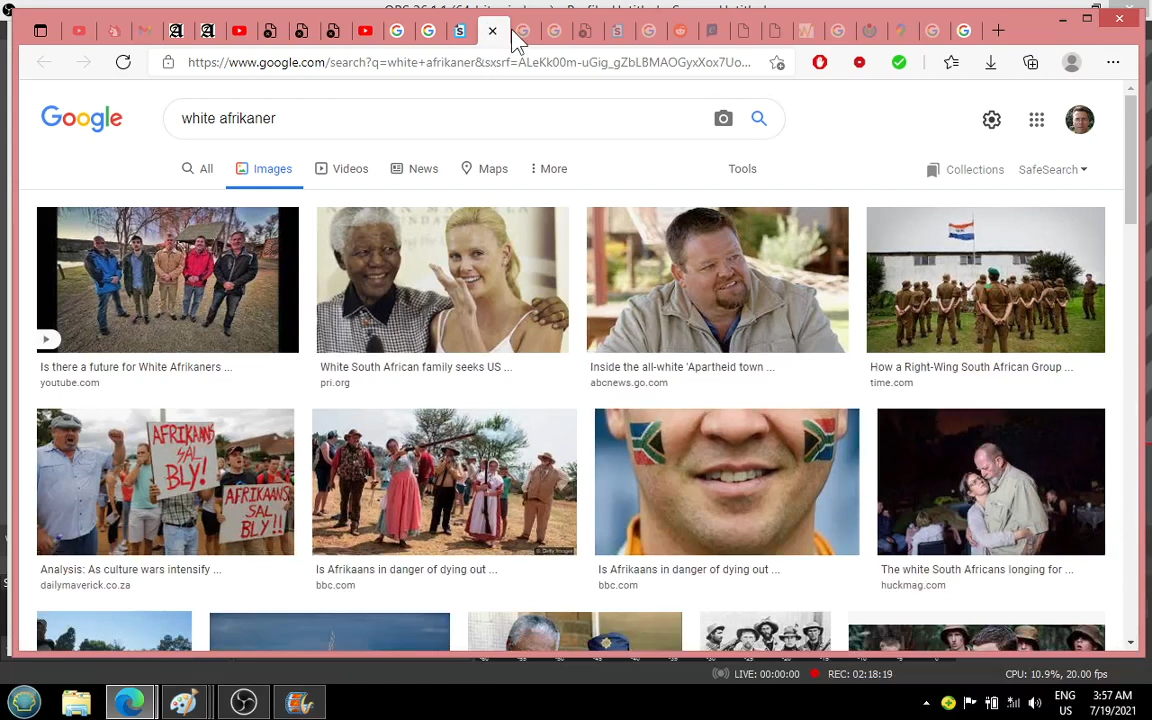 https://www.google.com/search?q=white+afrikaner&sxsrf=ALeKk00m-uGig_gZbLBMAOGyxXox7Uo...
Google
white afrikaner
All
Images
Videos
News
Maps
More
Tools
Collections
SafeSearch
Is there a future for White Afrikaners ...
youtube.com
White South African family seeks US ...
pri.org
Inside the all-white 'Apartheid town ...
abcnews.go.com
How a Right-Wing South African Group ...
time.com
AFRIKAANS
SAL
BLY!
AFRIKAANS
SAL
BLY!!
Analysis: As culture wars intensify ...
dailymaverick.co.za
Is Afrikaans in danger of dying out ...
bbc.com
Is Afrikaans in danger of dying out ...
bbc.com
The white South Africans longing for ...
huckmag.com
LIVE: 00:00:00
REC: 02:18:19
CPU: 10.9%, 20.00 fps
ENG
US
3:57 AM
7/19/2021